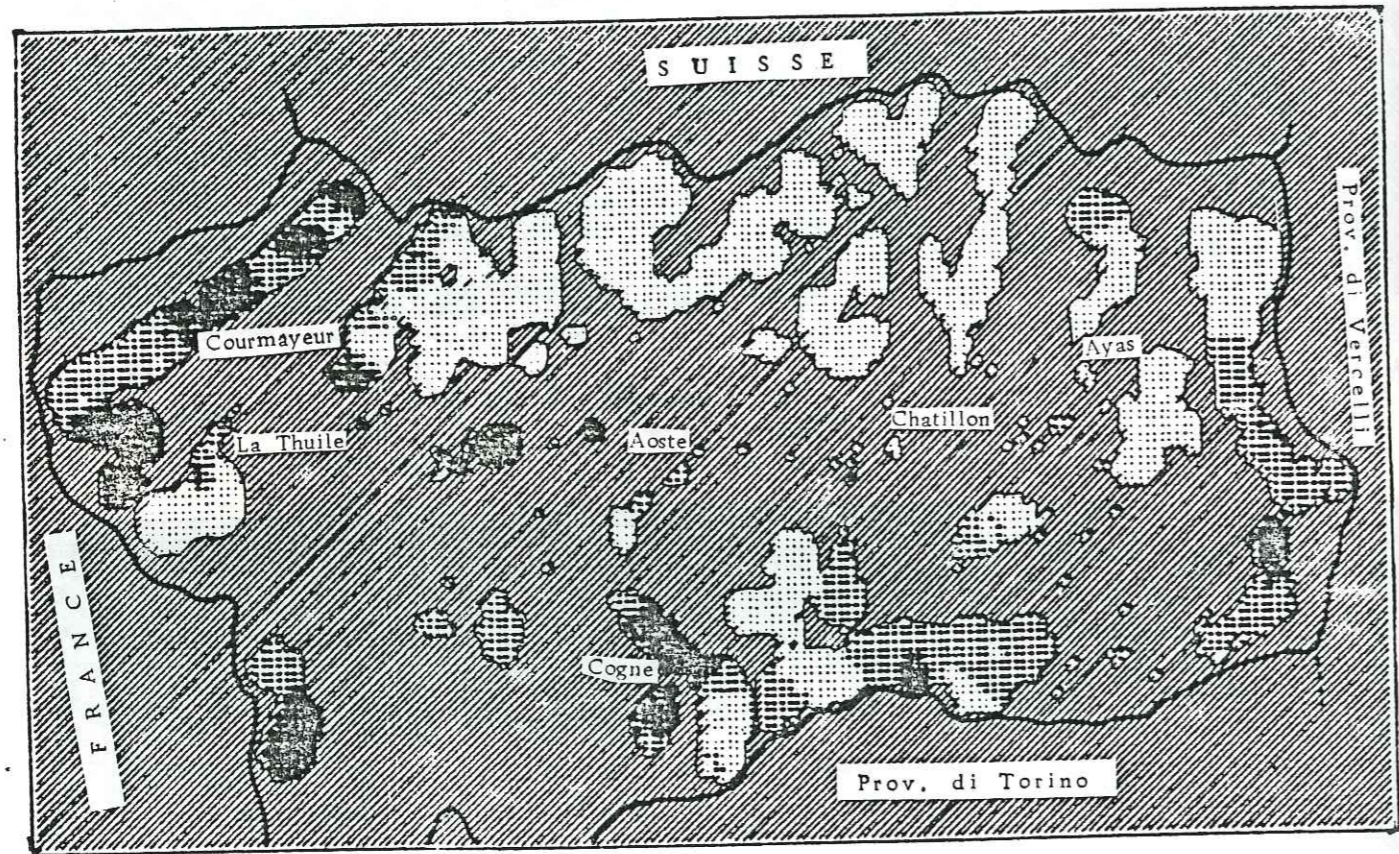 SUISSE
Prov. di Vercelli
Courmayeur
Ayas
La Thuile
Aoste
Chatillon
FRANCE
Cogne
Prov. di Torino